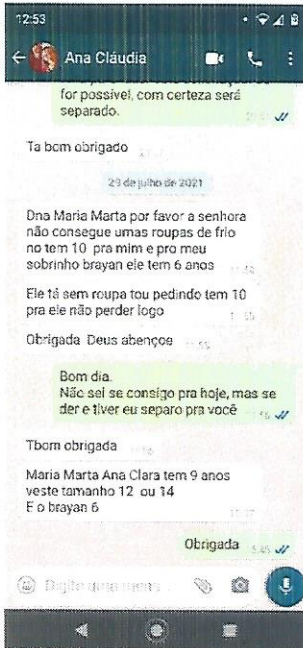 12:53
Ana Cláudia
for possível, com certeza será
separado.
Ta bom obrigado
29 de julho de 2021
Dna Maria Marta por favor a senhora
não consegue umas roupas de frio
no tem 10 pra mim e pro meu
sobrinho brayan ele tem 6 anos
Ele tá sem roupa tou pedindo tem 10
pra ele não perder logo
Obrigada Deus abençoe
Bom dia.
Não sei se consigo pra hoje, mas se
der e tiver eu separo pra você
Tbom obrigada
Maria Marta Ana Clara tem 9 anos
veste tamanho 12 ou 14
E o brayan 6
Obrigada 5:45
Digite uma mens